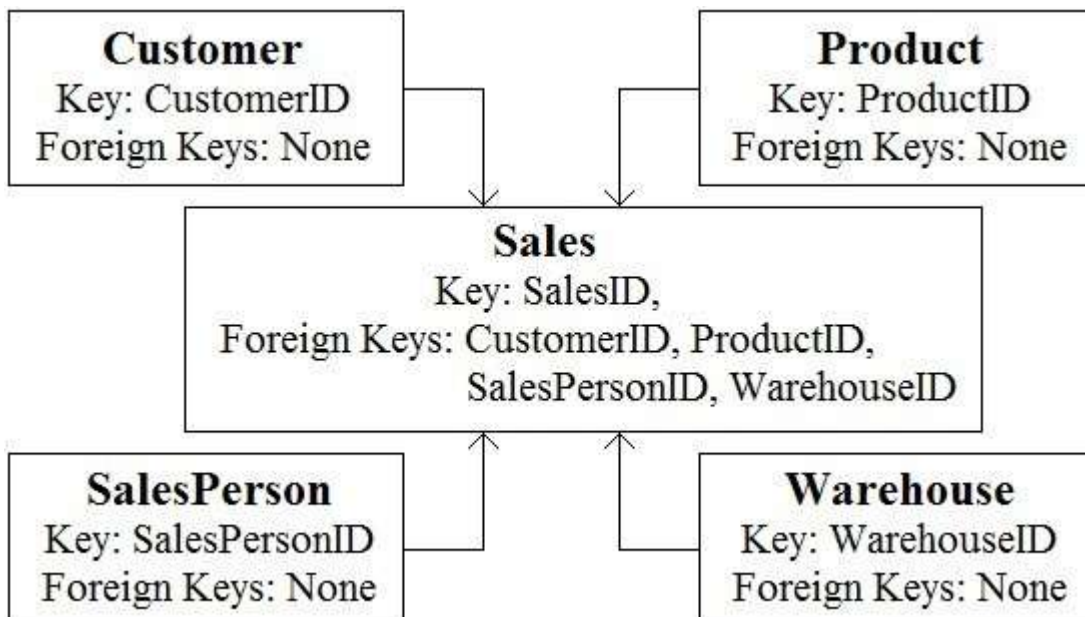 Customer
Key: CustomerID
Foreign Keys: None
Product
Key: ProductID
Foreign Keys: None
Sales
Key: SalesID,
Foreign Keys: CustomerID, ProductID,
SalesPersonID, WarehouseID
SalesPerson
Key: SalesPersonID
Foreign Keys: None
Warehouse
Key: WarehouseID
Foreign Keys: None